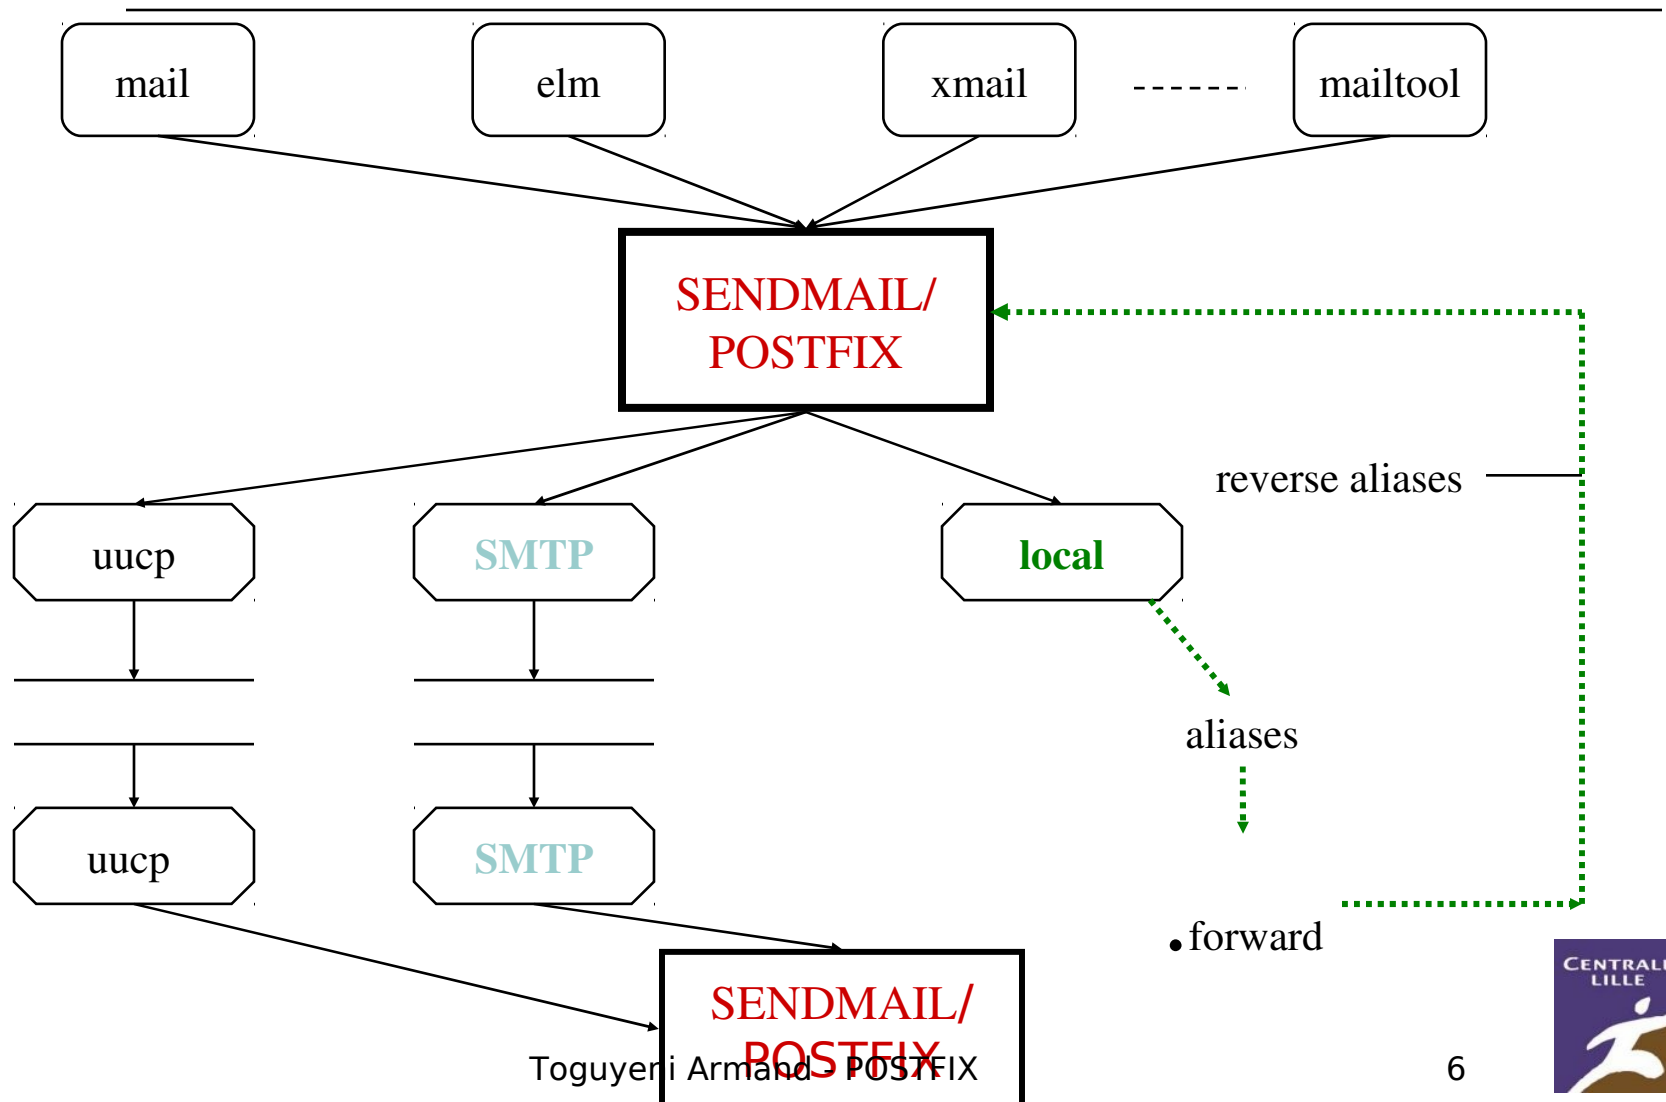 mail
elm
xmail
mailtool
SENDMAIL/
POSTFIX
reverse aliases
uucp
SMTP
local
aliases
uucp
SMTP
.forward
SENDMAIL/
POSTFIX
Toguyeni Armand - POSTFIX
6
CENTRALE
LILLE